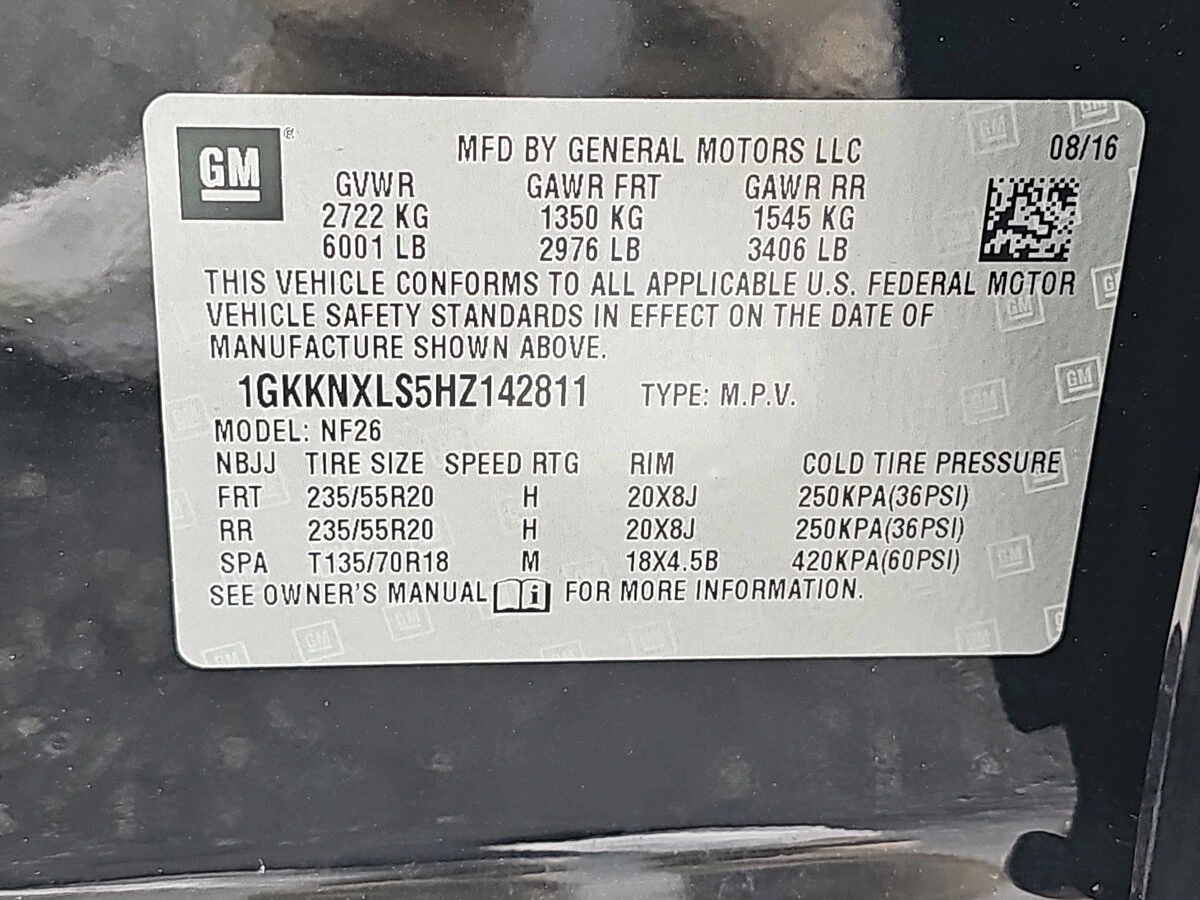 GM ®
MFD BY GENERAL MOTORS LLC 08/16
GVWR GAWR FRT GAWR RR
2722 KG 1350 KG 1545 KG
6001 LB 2976 LB 3406 LB
THIS VEHICLE CONFORMS TO ALL APPLICABLE U.S. FEDERAL MOTOR
VEHICLE SAFETY STANDARDS IN EFFECT ON THE DATE OF
MANUFACTURE SHOWN ABOVE.
1GKKNXLS5HZ142811 TYPE: M.P.V.
MODEL: NF26
NBJJ TIRE SIZE SPEED RTG RIM COLD TIRE PRESSURE
FRT 235/55R20 H 20X8J 250KPA(36PSI)
RR 235/55R20 H 20X8J 250KPA(36PSI)
SPA T135/70R18 M 18X4.5B 420KPA(60PSI)
SEE OWNER'S MANUAL i FOR MORE INFORMATION.